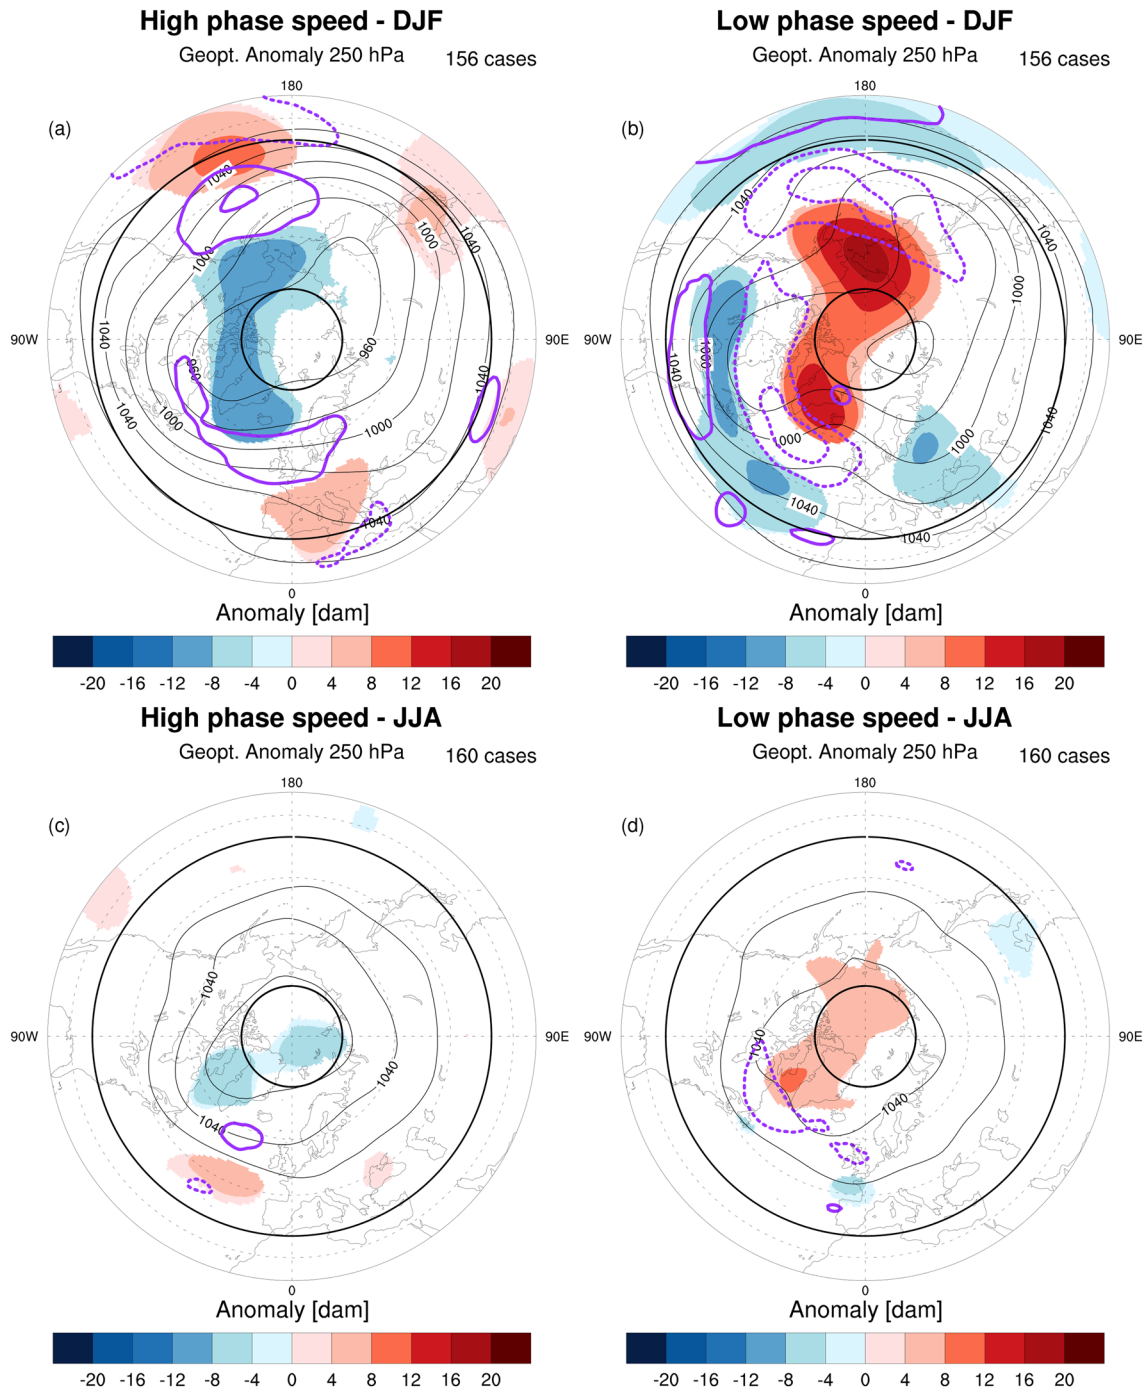 High phase speed - DJF
Geopt. Anomaly 250 hPa 156 cases
(a)
180
90W
90E
0
1040
1040
1000
1000
1040
960
960
1040
1040
1000
1000
1040
Anomaly [dam]
-20 -16 -12 -8 -4 0 4 8 12 16 20
Low phase speed - DJF
Geopt. Anomaly 250 hPa 156 cases
(b)
180
90W
90E
0
1040
1040
1000
1000
1040
1040
1000
1000
1040
1040
Anomaly [dam]
-20 -16 -12 -8 -4 0 4 8 12 16 20
High phase speed - JJA
Geopt. Anomaly 250 hPa 160 cases
(c)
180
90W
90E
0
1040
1040
1040
Anomaly [dam]
-20 -16 -12 -8 -4 0 4 8 12 16 20
Low phase speed - JJA
Geopt. Anomaly 250 hPa 160 cases
(d)
180
90W
90E
0
1040
1040
Anomaly [dam]
-20 -16 -12 -8 -4 0 4 8 12 16 20